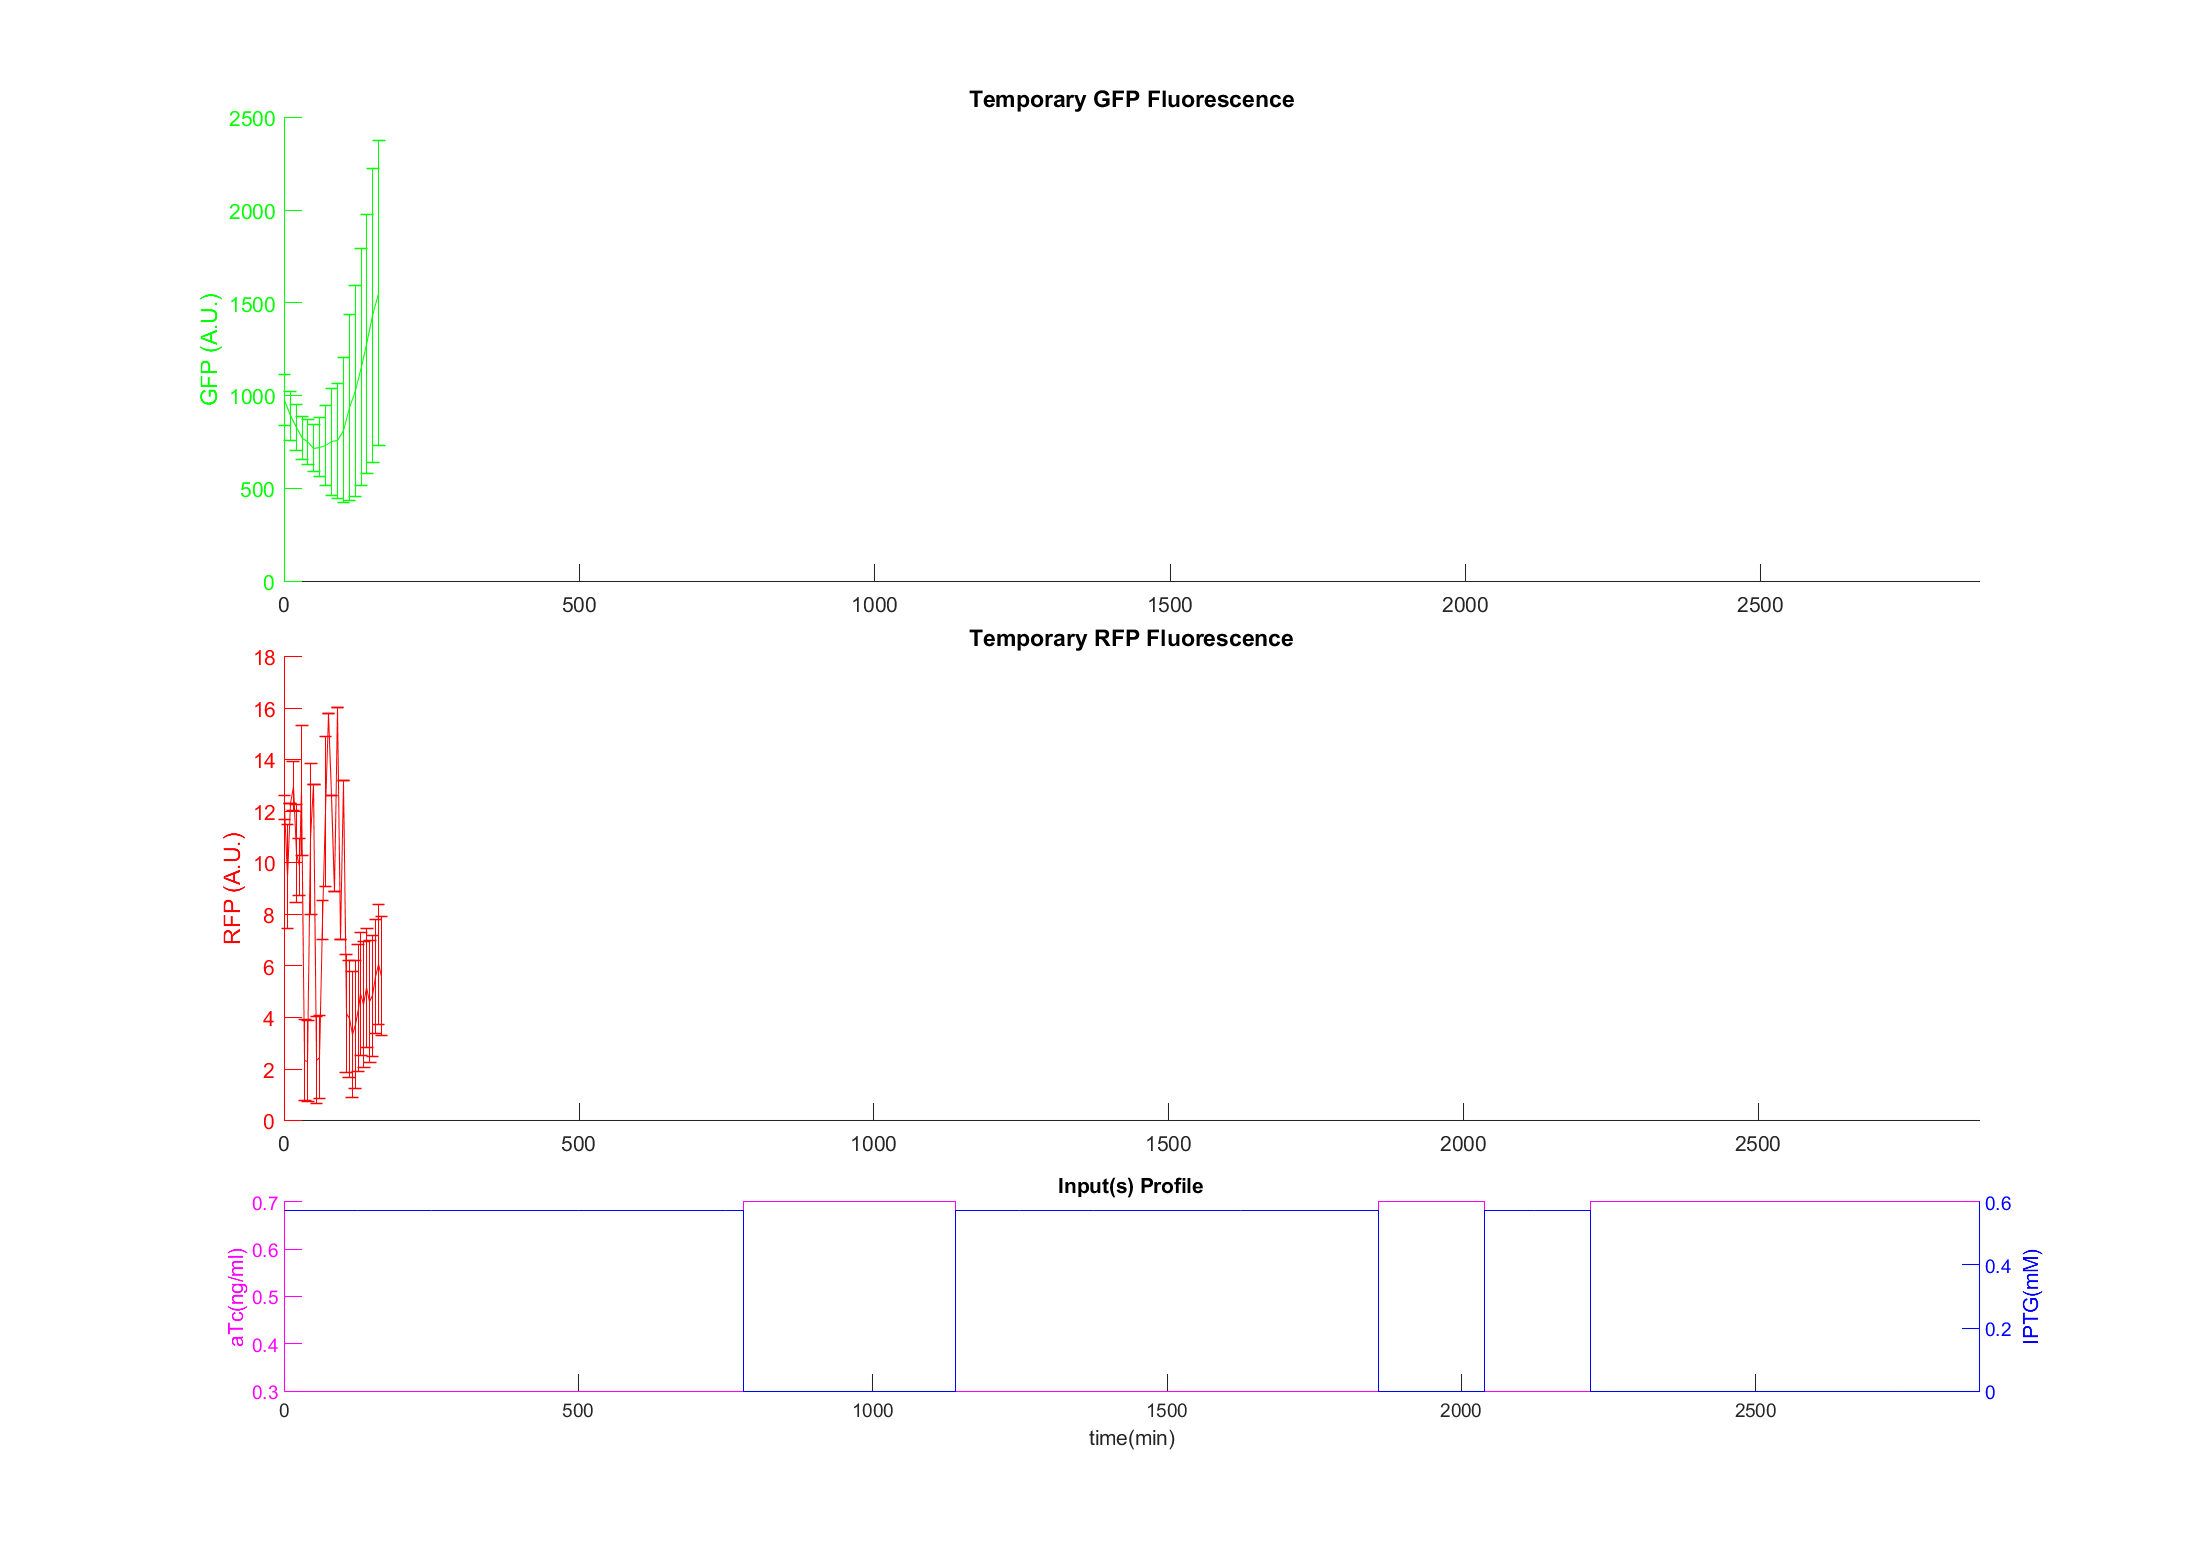 Temporary GFP Fluorescence
2500
2000
1500
1000
500
0
GFP (A.U.)
0 500 1000 1500 2000 2500
Temporary RFP Fluorescence
18
16
14
12
10
8
6
4
2
0
RFP (A.U.)
0 500 1000 1500 2000 2500
Input(s) Profile
0.7
0.6
0.5
0.4
0.3
aTc(ng/ml)
0.6
0.4
0.2
0
IPTG(mM)
0 500 1000 1500 2000 2500
time(min)